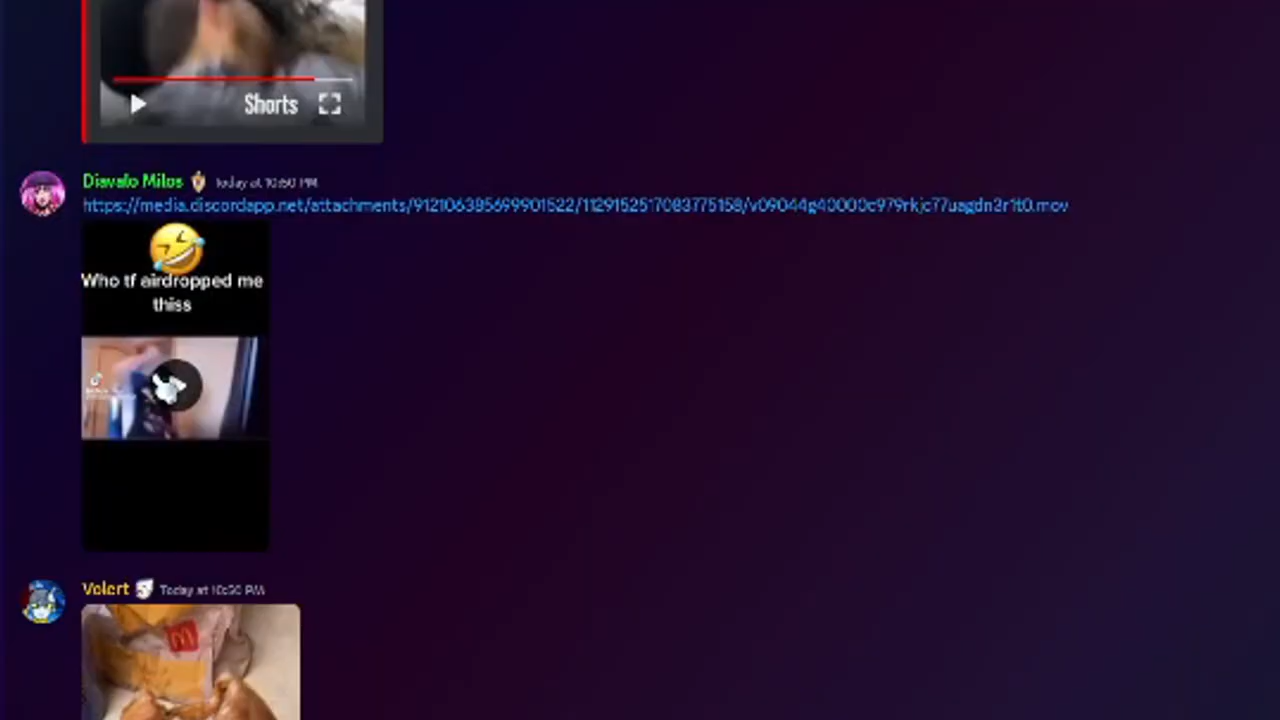 Shorts
Diavalo Milos Today at 10:50 PM
Who tf airdropped me
thiss
Volert Today at 10:50 PM